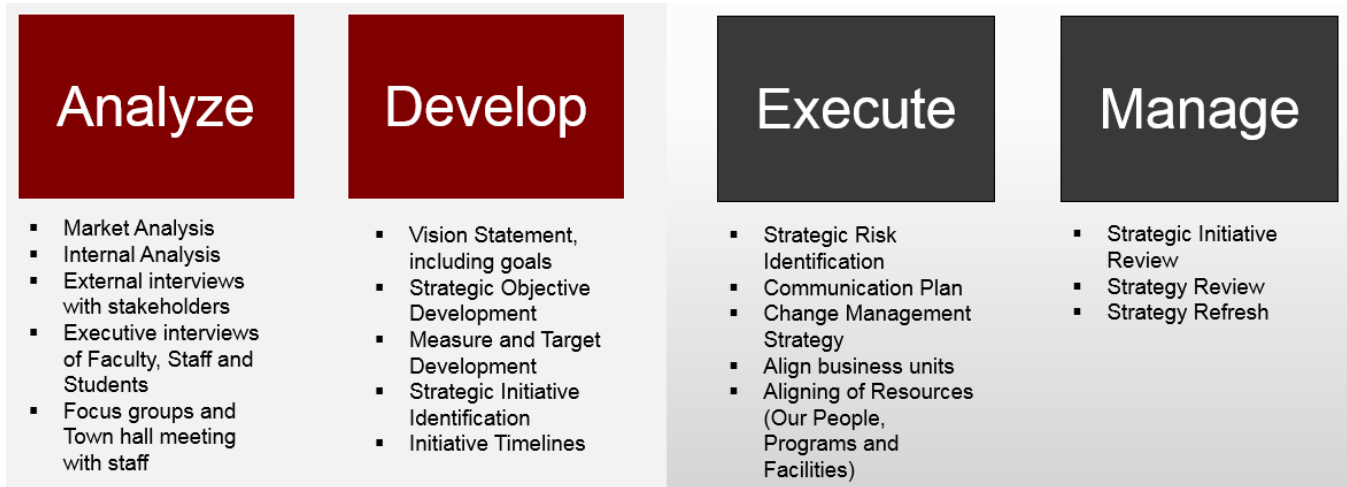 Analyze
▪ Market Analysis
▪ Internal Analysis
▪ External interviews
with stakeholders
▪ Executive interviews
of Faculty, Staff and
Students
▪ Focus groups and
Town hall meeting
with staff
Develop
▪ Vision Statement,
including goals
▪ Strategic Objective
Development
▪ Measure and Target
Development
▪ Strategic Initiative
Identification
▪ Initiative Timelines
Execute
▪ Strategic Risk
Identification
▪ Communication Plan
▪ Change Management
Strategy
▪ Align business units
▪ Aligning of Resources
(Our People,
Programs and
Facilities)
Manage
▪ Strategic Initiative
Review
▪ Strategy Review
▪ Strategy Refresh